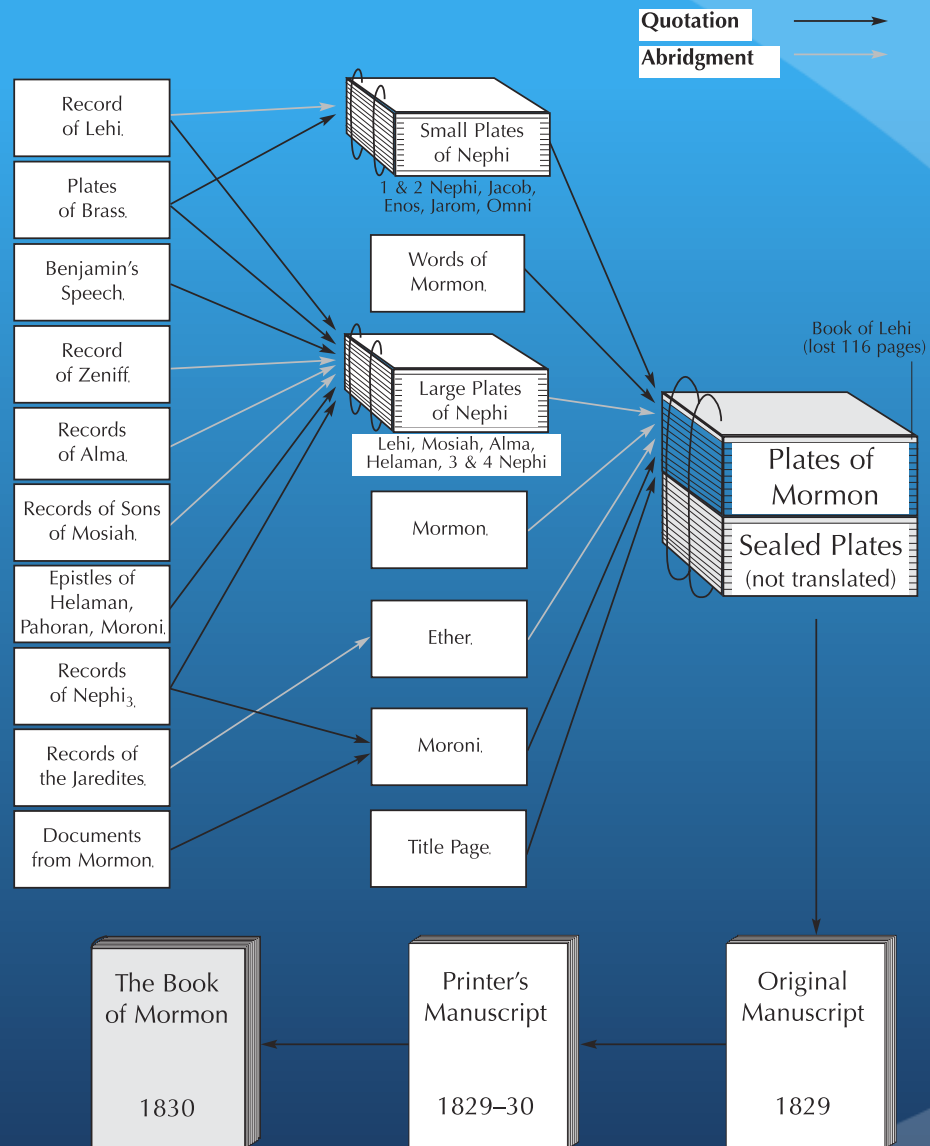 Quotation
Abridgment
Record
of Lehi.
Plates
of Brass.
Benjamin's
Speech.
Record
of Zeniff.
Records
of Alma.
Records of Sons
of Mosiah.
Epistles of
Helaman,
Pahoran, Moroni.
Records
of Nephi3.
Records of
the Jaredites.
Documents
from Mormon.
Small Plates
of Nephi
1 & 2 Nephi, Jacob,
Enos, Jarom, Omni
Words of
Mormon.
Large Plates
of Nephi
Lehi, Mosiah, Alma,
Helaman, 3 & 4 Nephi
Mormon.
Ether.
Moroni.
Title Page.
Book of Lehi
(lost 116 pages)
Plates of
Mormon
Sealed Plates
(not translated)
The Book
of Mormon
1830
Printer's
Manuscript
1829–30
Original
Manuscript
1829